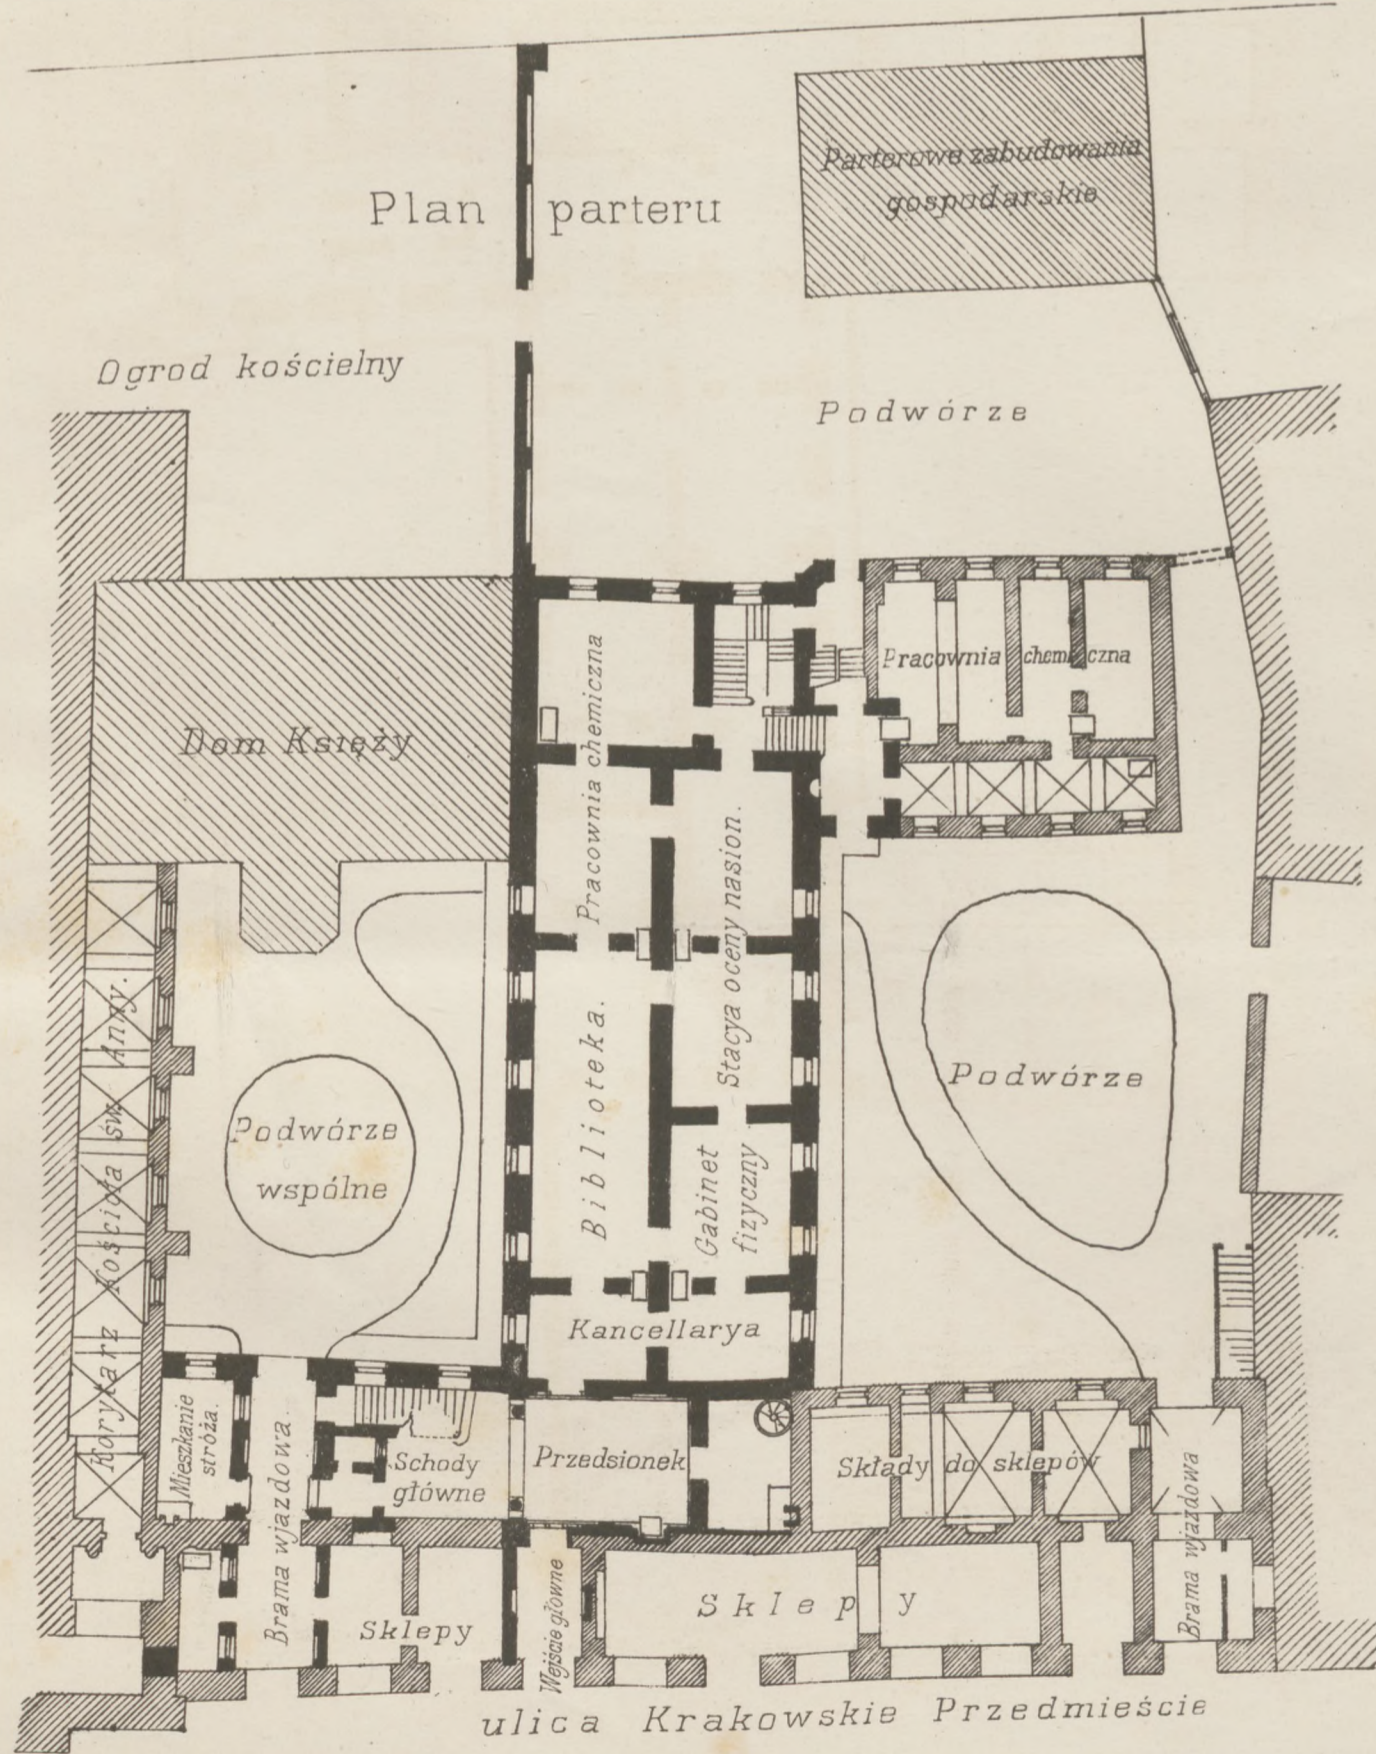 Parterowe zabudowania
gospodarskie
Plan parteru
Ogrod kościelny
Podwórze
Pracownia chemiczna
Pracownia chemiczna
Dom Księży
Stacya oceny nasion.
Biblioteka.
Podwórze
Podwórze
wspólne
Korytarz Kościoła św. Anny.
Gabinet
fizyczny
Kancellarya
Mieszkanie
stróża.
Brama wjazdowa.
Schody
główne
Przedsionek
Składy do sklepów
Brama wjazdowa
Sklepy
Wejście główne
Sklepy
ulica Krakowskie Przedmieście